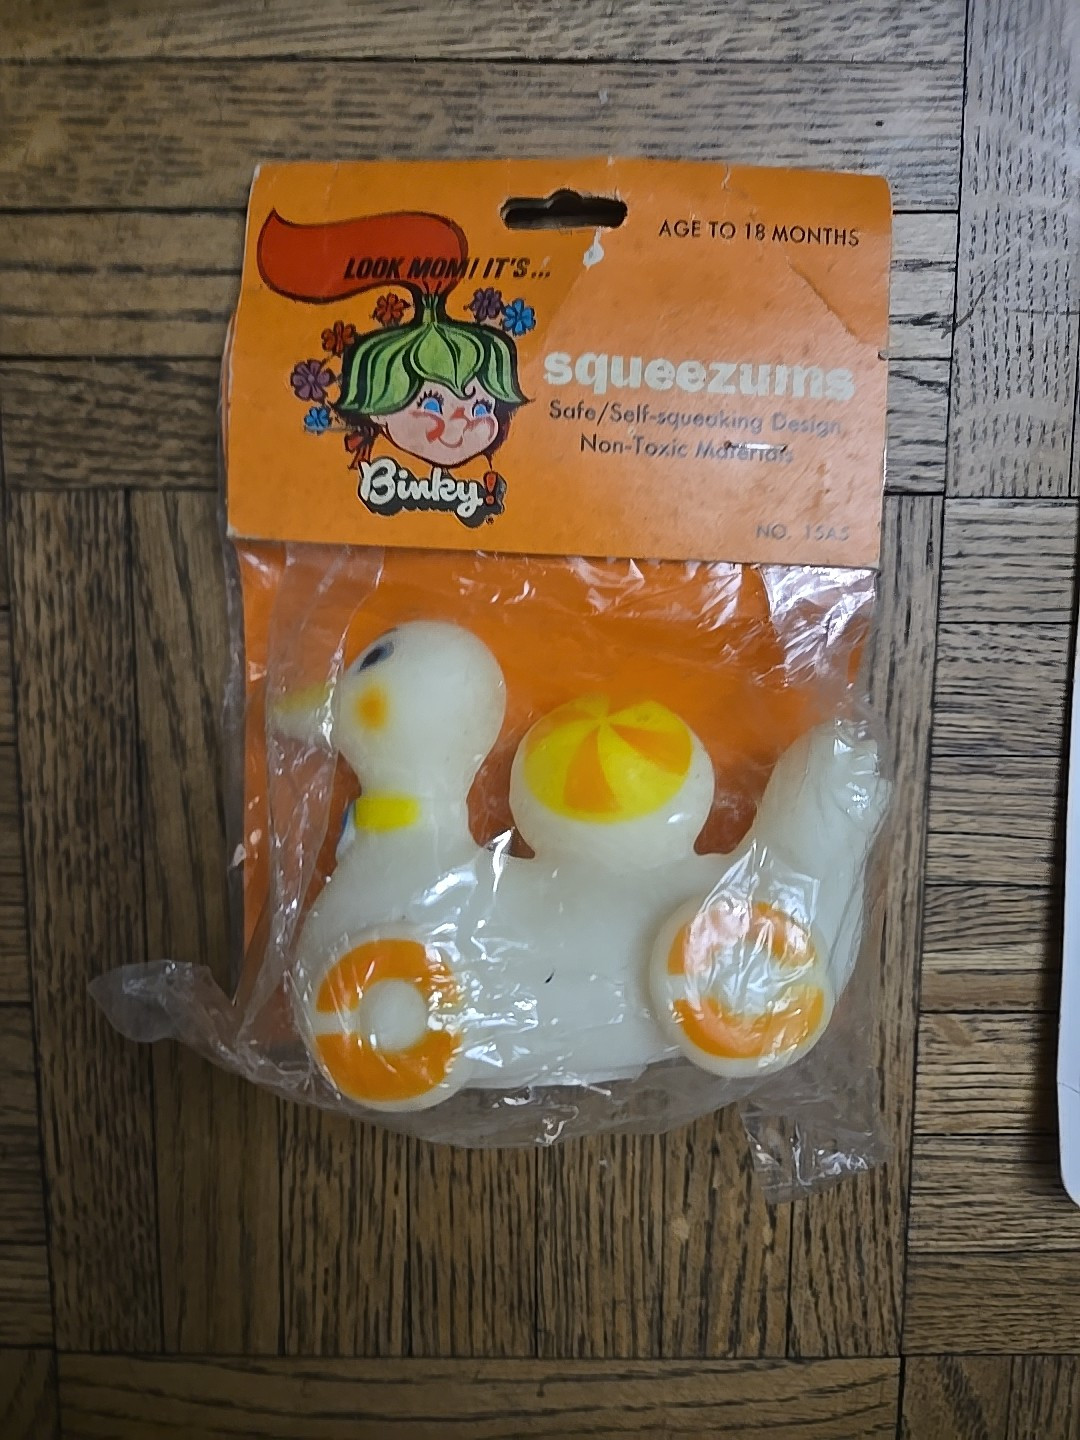 AGE TO 18 MONTHS
LOOK MOM! IT'S...
squeezums
Safe/Self-squeaking Design
Non-Toxic Materials
Binky!®
NO. 15A5